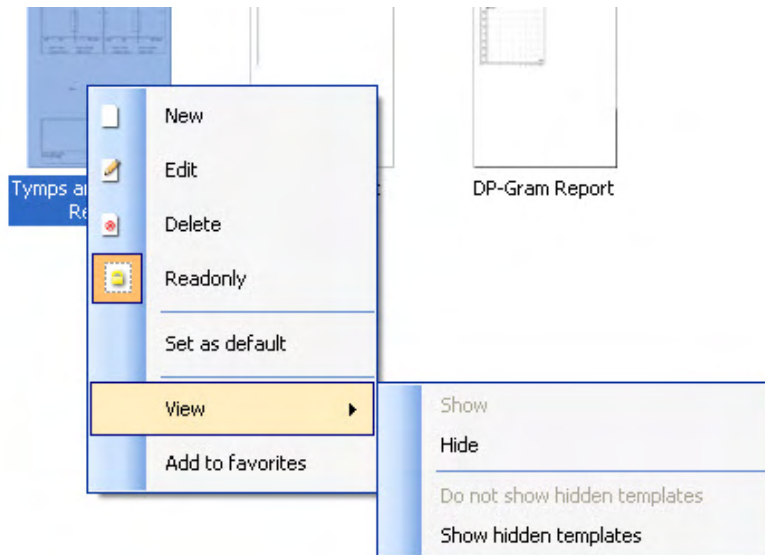 New
Edit
Tymps
DP-Gram Report
Delete
Readonly
Set as default
View
Show
Hide
Add to favorites
Do not show hidden templates
Show hidden templates